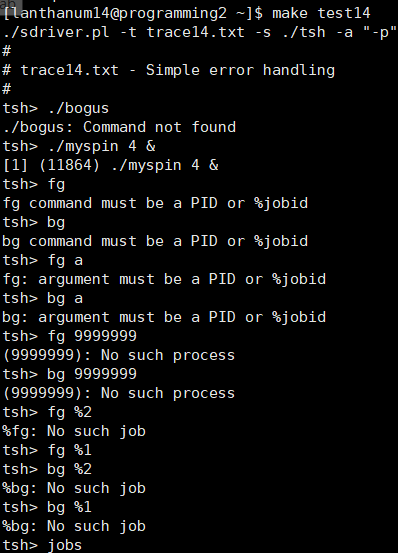 [lanthanum14@programming2 ~]$ make test14
./sdriver.pl -t trace14.txt -s ./tsh -a "-p"
#
# trace14.txt - Simple error handling
#
tsh> ./bogus
./bogus: Command not found
tsh> ./myspin 4 &
[1] (11864) ./myspin 4 &
tsh> fg
fg command must be a PID or %jobid
tsh> bg
bg command must be a PID or %jobid
tsh> fg a
fg: argument must be a PID or %jobid
tsh> bg a
bg: argument must be a PID or %jobid
tsh> fg 9999999
(9999999): No such process
tsh> bg 9999999
(9999999): No such process
tsh> fg %2
%fg: No such job
tsh> fg %1
tsh> bg %2
%bg: No such job
tsh> bg %1
%bg: No such job
tsh> jobs